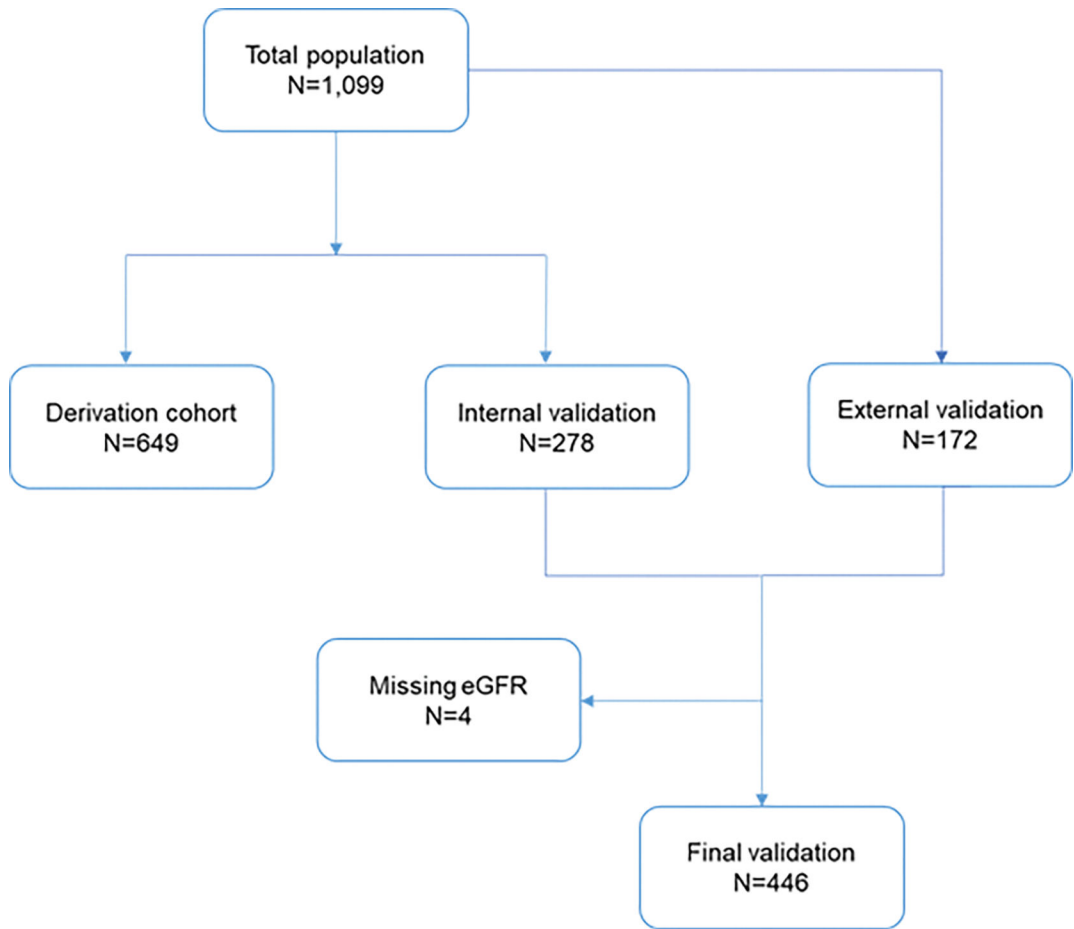 Total population
N=1,099
Derivation cohort
N=649
Internal validation
N=278
External validation
N=172
Missing eGFR
N=4
Final validation
N=446